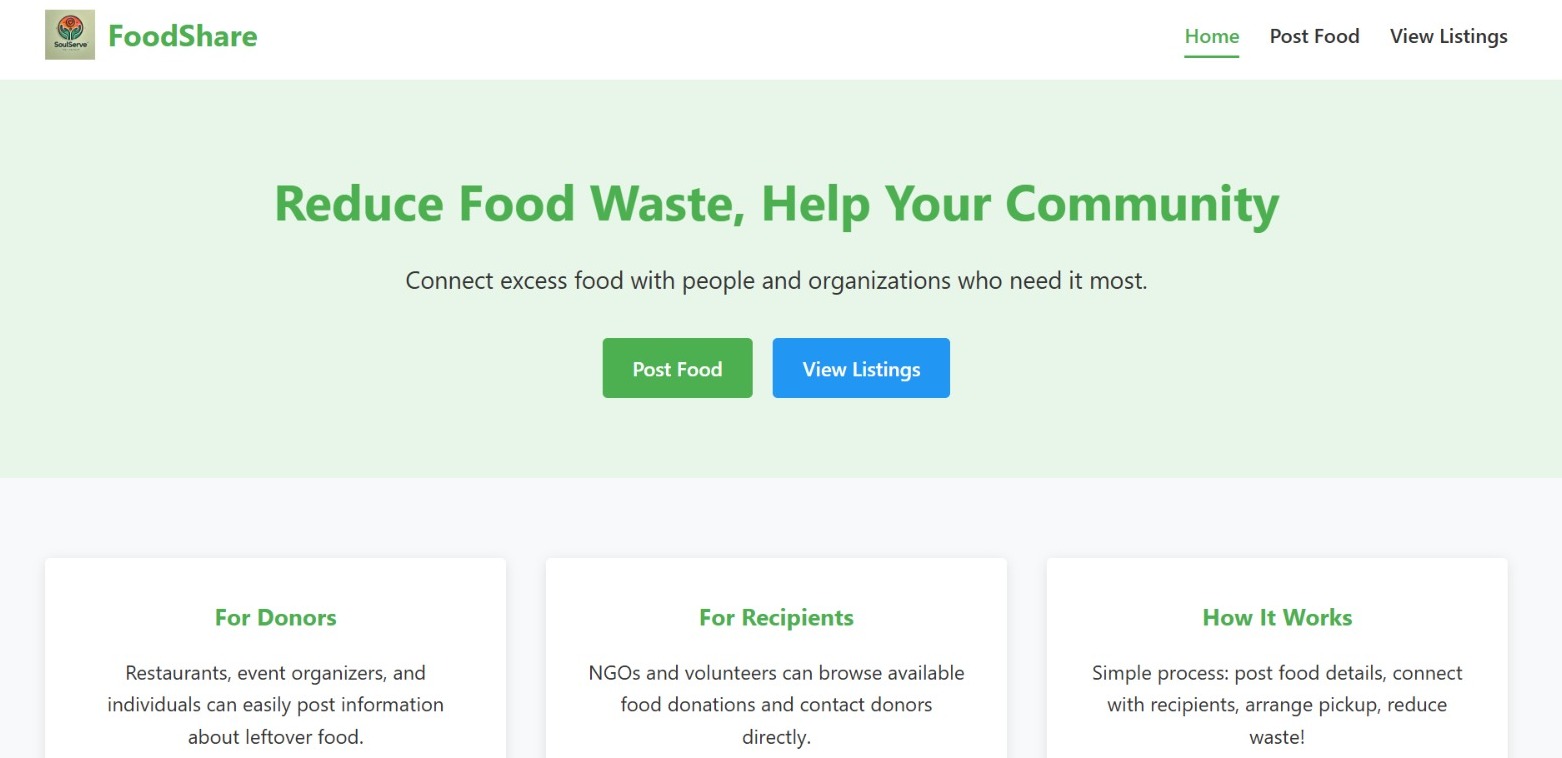 SoulServe
FoodShare
Home
Post Food
View Listings
Reduce Food Waste, Help Your Community
Connect excess food with people and organizations who need it most.
Post Food
View Listings
For Donors
Restaurants, event organizers, and
individuals can easily post information
about leftover food.
For Recipients
NGOs and volunteers can browse available
food donations and contact donors
directly.
How It Works
Simple process: post food details, connect
with recipients, arrange pickup, reduce
waste!